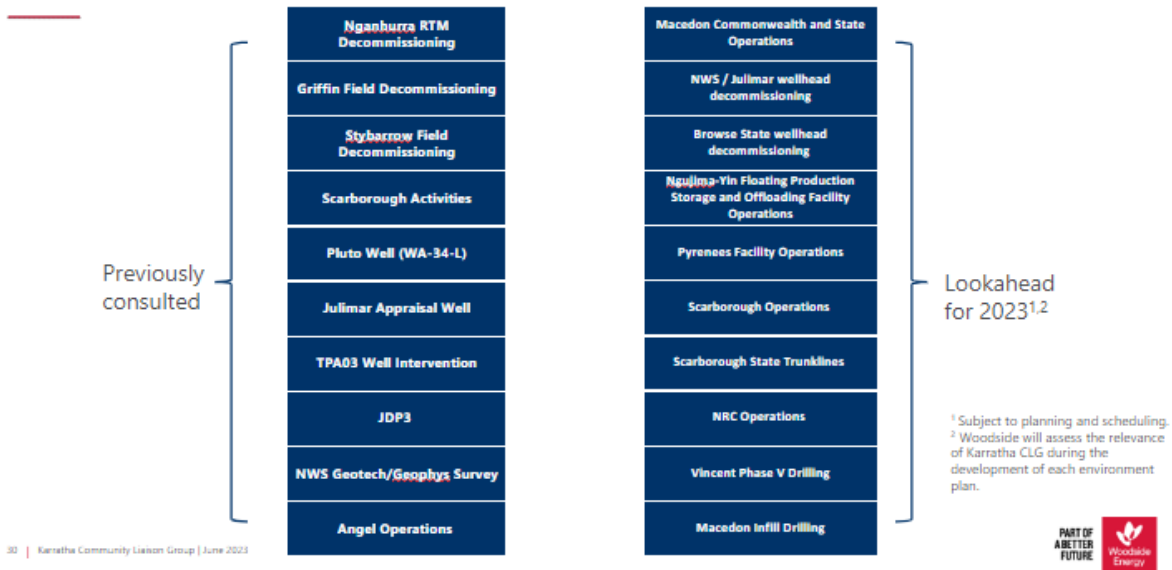 Previously
consulted
Nganhurra RTM
Decommissioning
Griffin Field Decommissioning
Stybarrow Field
Decommissioning
Scarborough Activities
Pluto Well (WA-34-L)
Julimar Appraisal Well
TPA03 Well Intervention
JDP3
NWS Geotech/Geophys Survey
Angel Operations
Macedon Commonwealth and State
Operations
NWS / Julimar wellhead
decommissioning
Browse State wellhead
decommissioning
Ngujima-Yin Floating Production
Storage and Offloading Facility
Operations
Pyrenees Facility Operations
Scarborough Operations
Scarborough State Trunklines
NRC Operations
Vincent Phase V Drilling
Macedon Infill Drilling
Lookahead
for 2023¹,²
¹ Subject to planning and scheduling.
² Woodside will assess the relevance
of Karratha CLG during the
development of each environment
plan.
30 | Karratha Community Liaison Group | June 2023
PART OF
A BETTER
FUTURE
Woodside
Energy